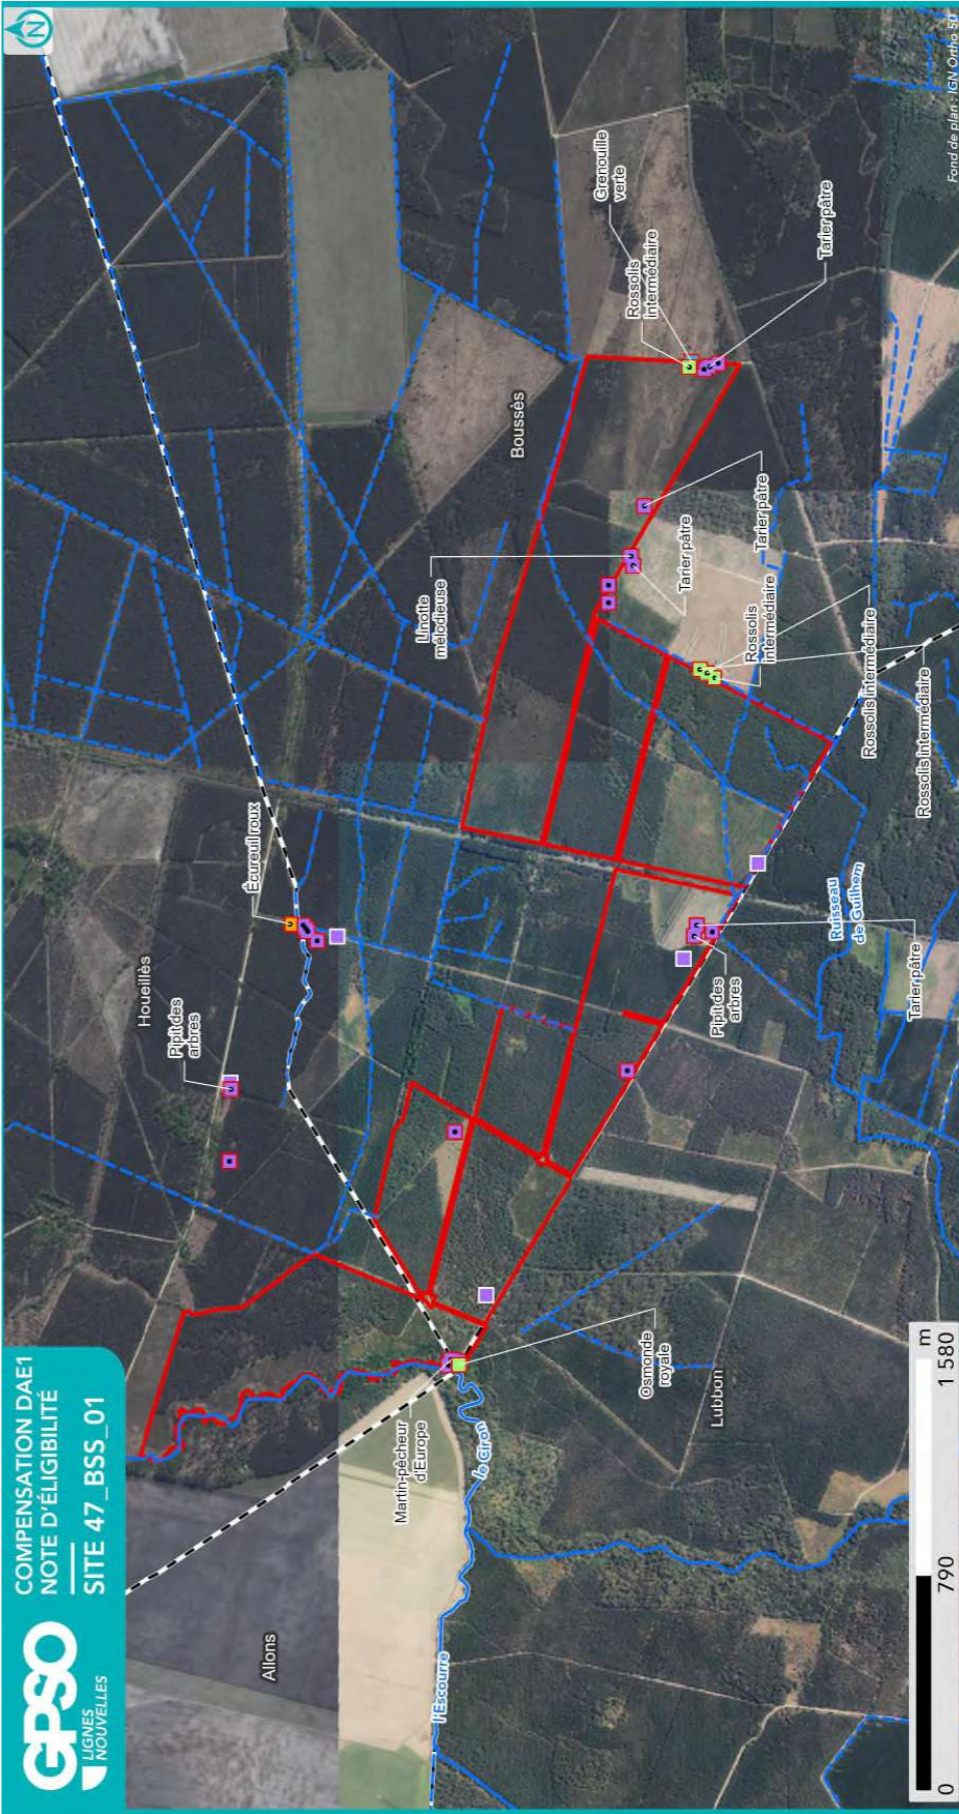 GPSO
LIGNES
NOUVELLES
COMPENSATION DAE1
NOTE D'ÉLIGIBILITÉ
SITE 47_BSS_01
N
Allons
Houeillès
Pipit des
arbres
Écureuil roux
Boussès
Linotte
mélodieuse
Grenouille
verte
Rossolis
intermédiaire
Tarier pâtre
Tarier pâtre
Tarier pâtre
Rossolis
intermédiaire
Rossolis intermédiaire
Rossolis intermédiaire
Martin-pêcheur
d'Europe
l'Escourre
le Ciron
Osmonde
royale
Lubbon
Pipit des
arbres
Tarier pâtre
Ruisseau
de Guilhem
0
790
1 580
m
Fond de plan : IGN Ortho 50